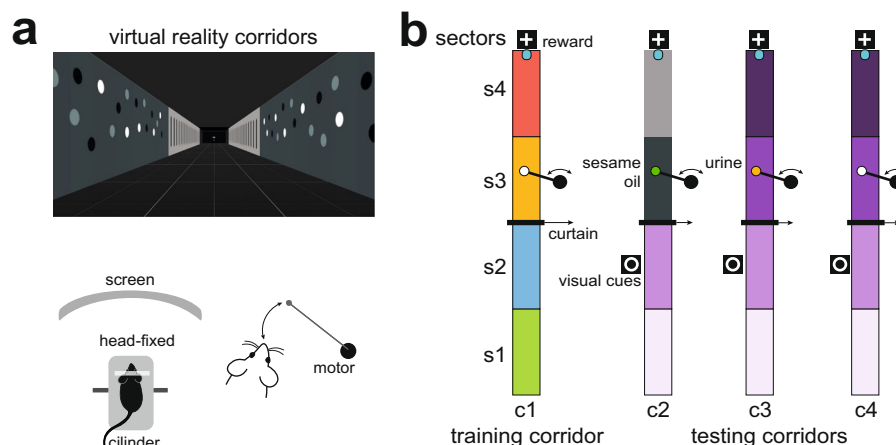 a
virtual reality corridors
screen
head-fixed
motor
cilinder
b
sectors
reward
s4
s3
sesame
oil
urine
curtain
s2
visual cues
s1
c1
c2
c3
c4
training corridor
testing corridors